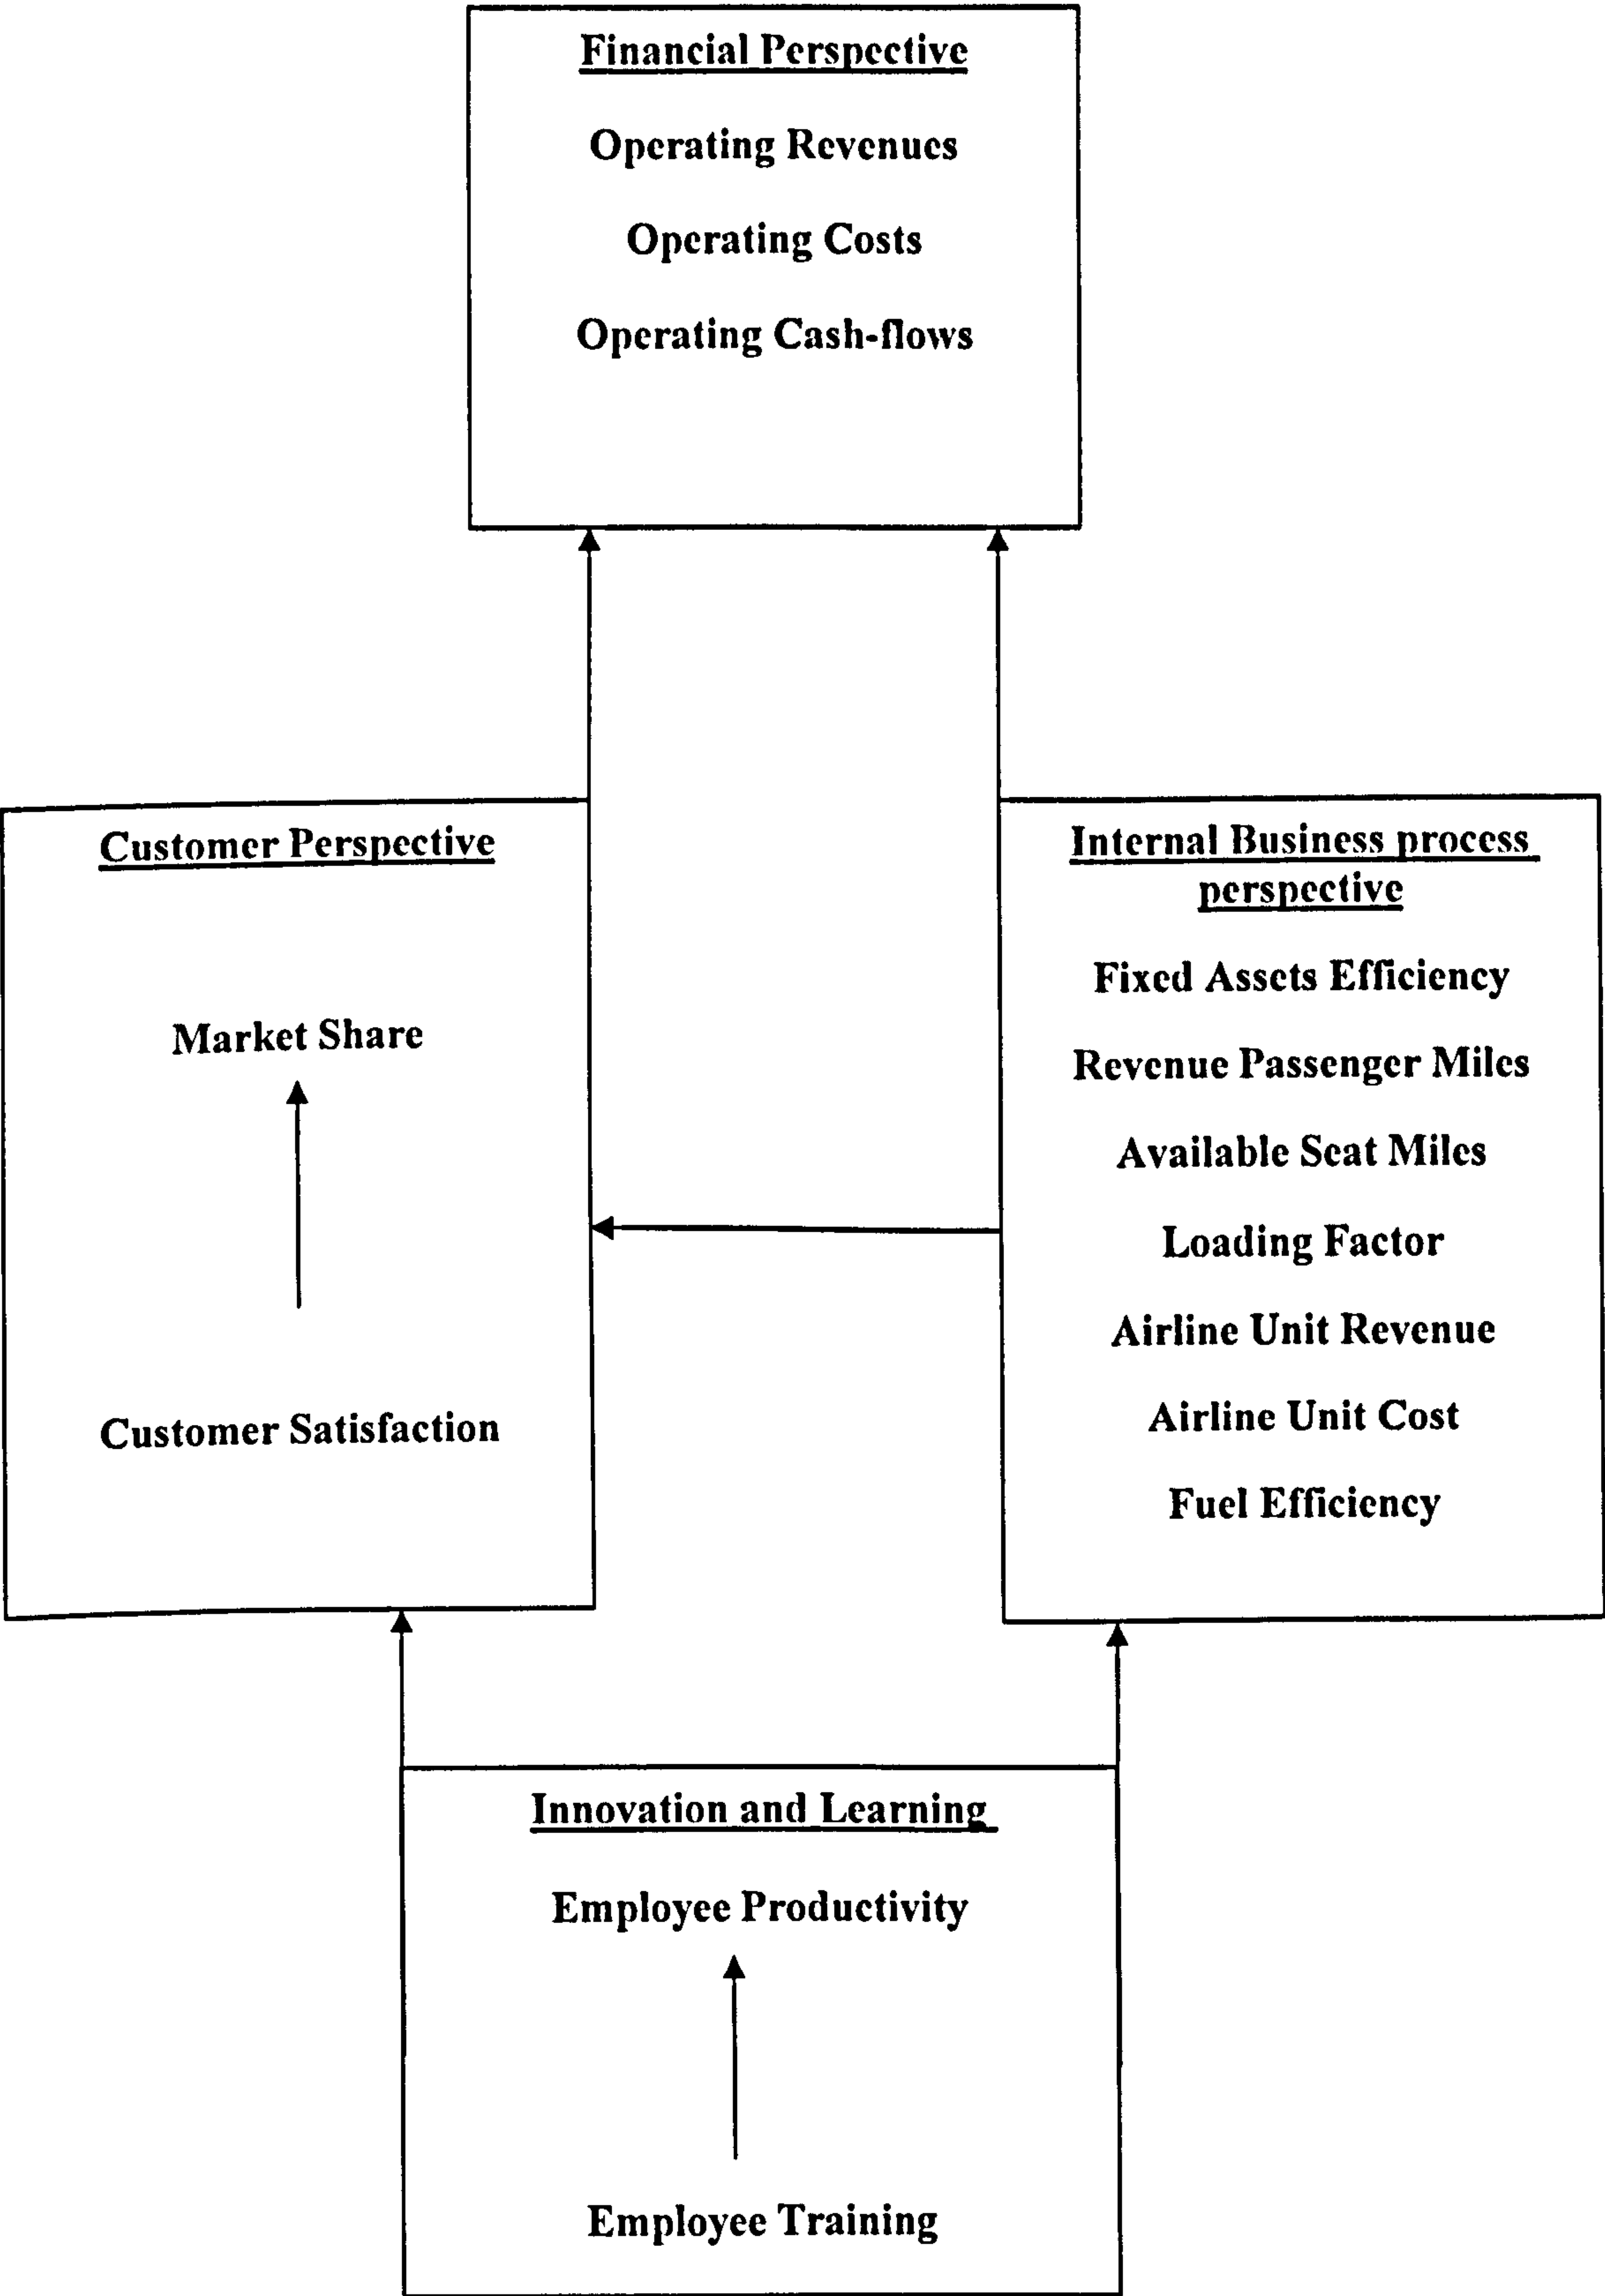 Financial Perspective
Operating Revenues
Operating Costs
Operating Cash-flows
Customer Perspective
Market Share
Customer Satisfaction
Internal Business process
perspective
Fixed Assets Efficiency
Revenue Passenger Miles
Available Seat Miles
Loading Factor
Airline Unit Revenue
Airline Unit Cost
Fuel Efficiency
Innovation and Learning
Employee Productivity
Employee Training